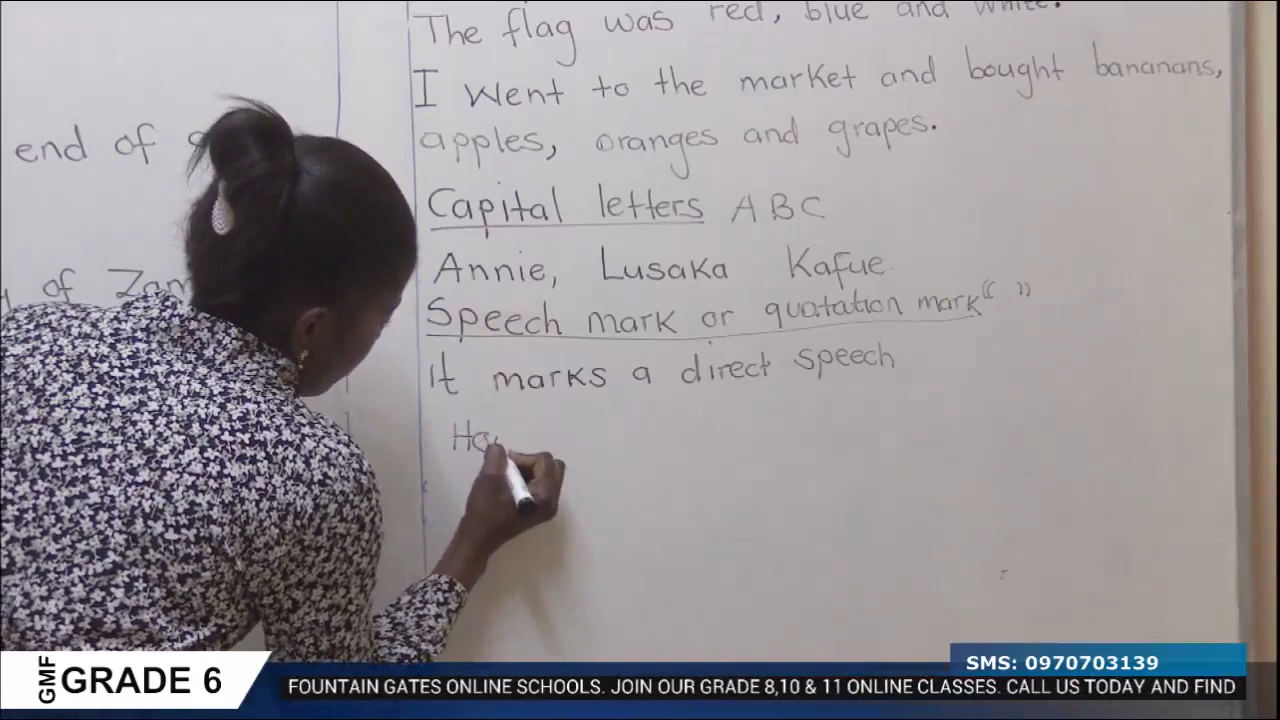 The flag was red, blue and white.
I Went to the market and bought bananans,
apples, oranges and grapes.
end of
Capital letters A B C
Annie, Lusaka Kafue.
of Zam
Speech mark or quatation mark “ ”
It marks a direct speech
Ho
GMF GRADE 6
SMS: 0970703139
FOUNTAIN GATES ONLINE SCHOOLS. JOIN OUR GRADE 8,10 & 11 ONLINE CLASSES. CALL US TODAY AND FIND